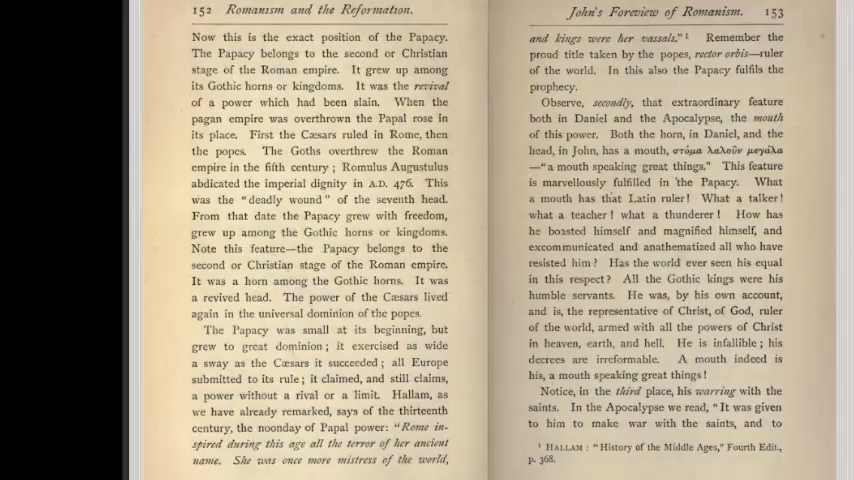 152 Romanism and the Reformation.
Now this is the exact position of the Papacy.
The Papacy belongs to the second or Christian
stage of the Roman empire. It grew up among
its Gothic horns or kingdoms. It was the revival
of a power which had been slain. When the
pagan empire was overthrown the Papal rose in
its place. First the Cæsars ruled in Rome, then
the popes. The Goths overthrew the Roman
empire in the fifth century; Romulus Augustulus
abdicated the imperial dignity in A.D. 476. This
was the "deadly wound" of the seventh head.
From that date the Papacy grew with freedom,
grew up among the Gothic horns or kingdoms.
Note this feature—the Papacy belongs to the
second or Christian stage of the Roman empire.
It was a horn among the Gothic horns. It was
a revived head. The power of the Cæsars lived
again in the universal dominion of the popes.
The Papacy was small at its beginning, but
grew to great dominion; it exercised as wide
a sway as the Cæsars it succeeded; all Europe
submitted to its rule; it claimed, and still claims,
a power without a rival or a limit. Hallam, as
we have already remarked, says of the thirteenth
century, the noonday of Papal power: "Rome in-
spired during this age all the terror of her ancient
name. She was once more mistress of the world,
John's Foreview of Romanism. 153
and kings were her vassals." ¹ Remember the
proud title taken by the popes, rector orbis—ruler
of the world. In this also the Papacy fulfils the
prophecy.
Observe, secondly, that extraordinary feature
both in Daniel and the Apocalypse, the mouth
of this power. Both the horn, in Daniel, and the
head, in John, has a mouth, στόμα λαλοῦν μεγάλα
—"a mouth speaking great things." This feature
is marvellously fulfilled in the Papacy. What
a mouth has that Latin ruler! What a talker!
what a teacher! what a thunderer! How has
he boasted himself and magnified himself, and
excommunicated and anathematized all who have
resisted him? Has the world ever seen his equal
in this respect? All the Gothic kings were his
humble servants. He was, by his own account,
and is, the representative of Christ, of God, ruler
of the world, armed with all the powers of Christ
in heaven, earth, and hell. He is infallible; his
decrees are irreformable. A mouth indeed is
his, a mouth speaking great things!
Notice, in the third place, his warring with the
saints. In the Apocalypse we read, "It was given
to him to make war with the saints, and to
¹ HALLAM: "History of the Middle Ages," Fourth Edit.,
p. 368.